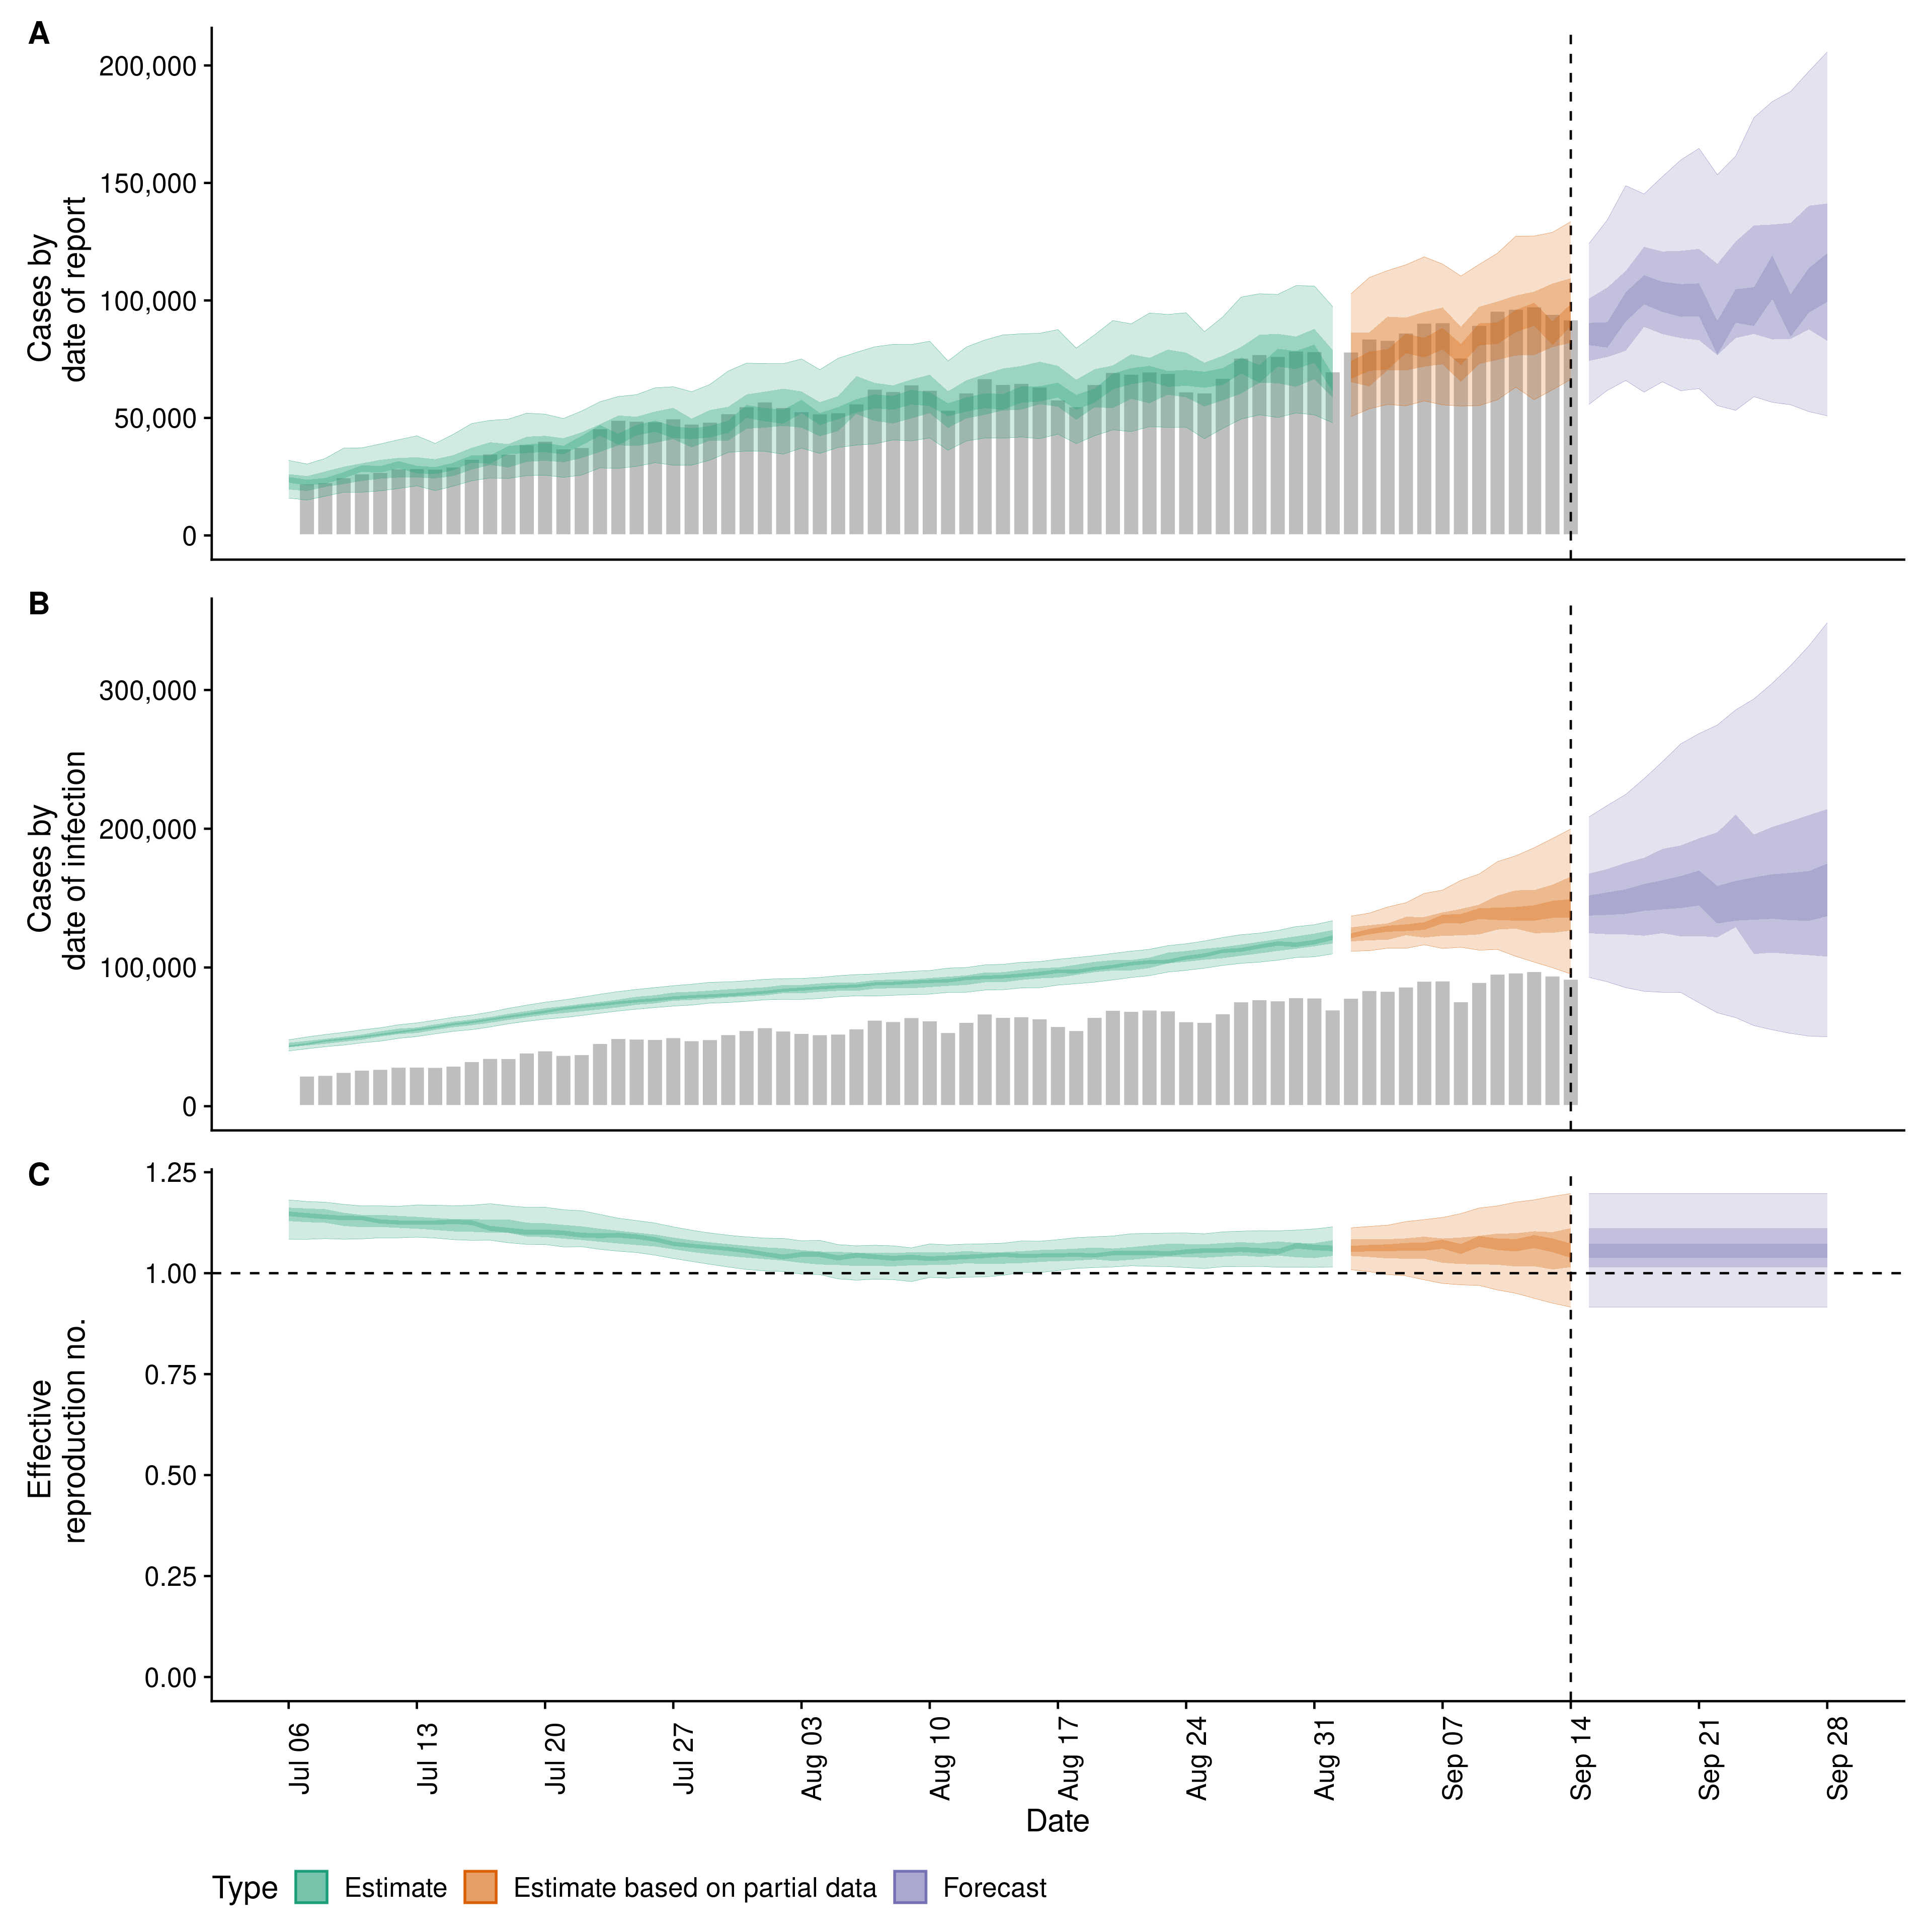 A
200,000
150,000
100,000
50,000
0
Cases by
date of report
B
300,000
200,000
100,000
0
Cases by
date of infection
C
1.25
1.00
0.75
0.50
0.25
0.00
Effective
reproduction no.
Jul 06
Jul 13
Jul 20
Jul 27
Aug 03
Aug 10
Aug 17
Aug 24
Aug 31
Sep 07
Sep 14
Sep 21
Sep 28
Date
Type Estimate Estimate based on partial data Forecast